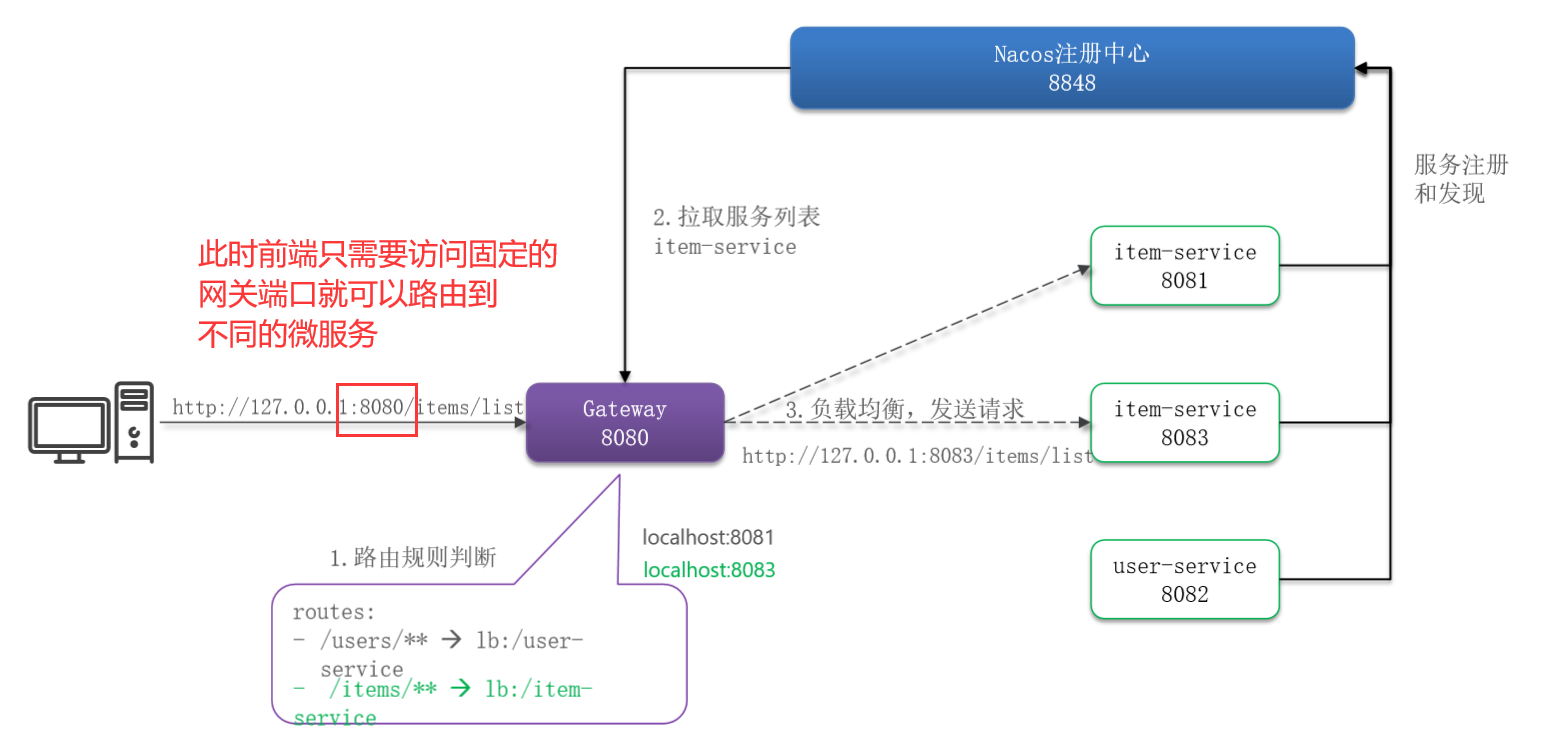 Nacos注册中心
8848
服务注册
和发现
2.拉取服务列表
item-service
item-service
8081
此时前端只需要访问固定的
网关端口就可以路由到
不同的微服务
http://127.0.0.1:8080/items/list
Gateway
8080
3.负载均衡，发送请求
http://127.0.0.1:8083/items/list
item-service
8083
localhost:8081
localhost:8083
1.路由规则判断
user-service
8082
routes:
- /users/** → lb:/user-
service
- /items/** → lb:/item-
service